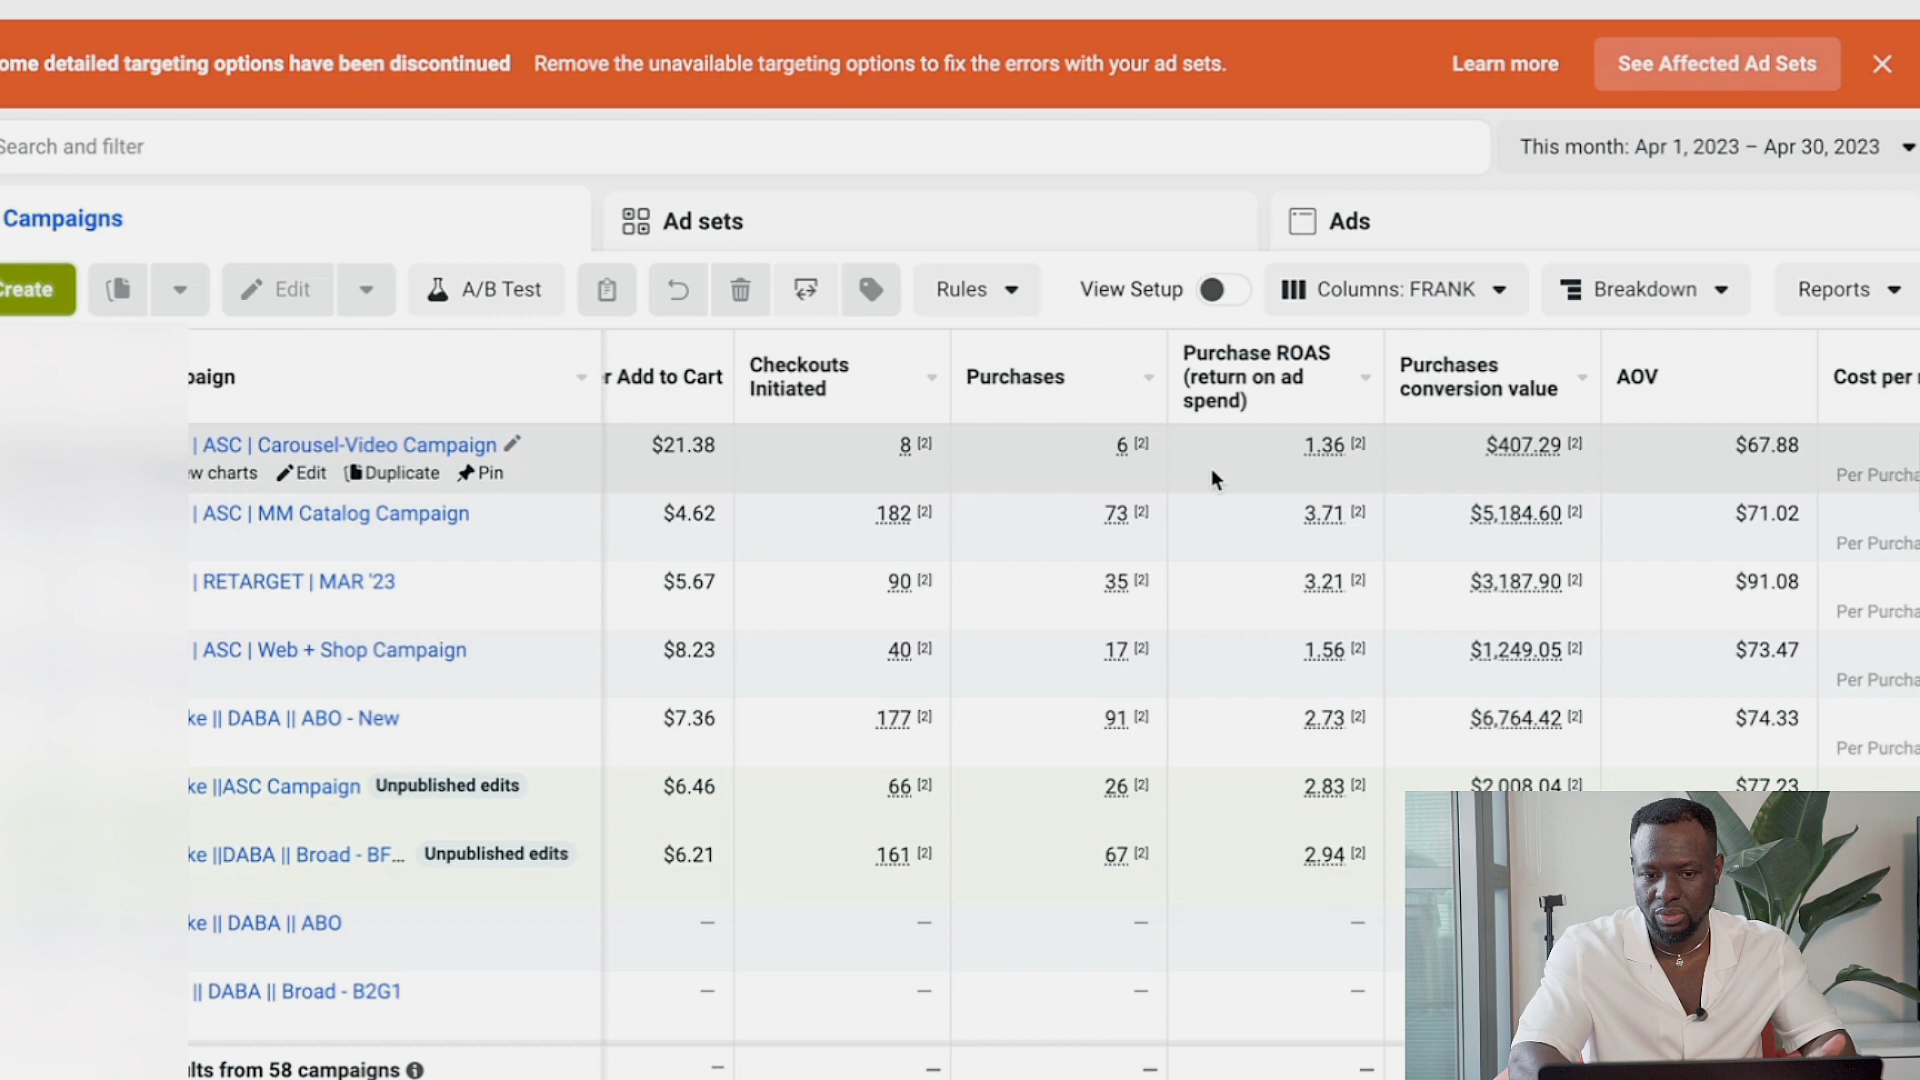 ome detailed targeting options have been discontinued Remove the unavailable targeting options to fix the errors with your ad sets. Learn more See Affected Ad Sets
Search and filter This month: Apr 1, 2023 – Apr 30, 2023
Campaigns Ad sets Ads
Create Edit A/B Test Rules View Setup Columns: FRANK Breakdown Reports
paign r Add to Cart Checkouts Initiated Purchases Purchase ROAS (return on ad spend) Purchases conversion value AOV Cost per
| ASC | Carousel-Video Campaign $21.38 8 [2] 6 [2] 1.36 [2] $407.29 [2] $67.88
w charts Edit Duplicate Pin Per Purcha
| ASC | MM Catalog Campaign $4.62 182 [2] 73 [2] 3.71 [2] $5,184.60 [2] $71.02
Per Purcha
| RETARGET | MAR '23 $5.67 90 [2] 35 [2] 3.21 [2] $3,187.90 [2] $91.08
Per Purcha
| ASC | Web + Shop Campaign $8.23 40 [2] 17 [2] 1.56 [2] $1,249.05 [2] $73.47
Per Purcha
ke || DABA || ABO - New $7.36 177 [2] 91 [2] 2.73 [2] $6,764.42 [2] $74.33
Per Purcha
ke ||ASC Campaign Unpublished edits $6.46 66 [2] 26 [2] 2.83 [2] $2,008.04 [2] $77.23
ke ||DABA || Broad - BF... Unpublished edits $6.21 161 [2] 67 [2] 2.94 [2]
ke || DABA || ABO — — — —
|| DABA || Broad - B2G1 — — — —
ults from 58 campaigns — — — —